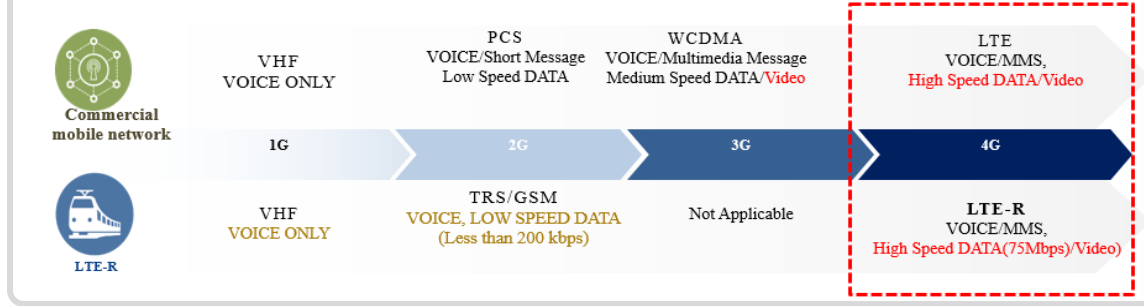 Commercial
mobile network
VHF
VOICE ONLY
PCS
VOICE/Short Message
Low Speed DATA
WCDMA
VOICE/Multimedia Message
Medium Speed DATA/Video
LTE
VOICE/MMS,
High Speed DATA/Video
1G
2G
3G
4G
LTE-R
VHF
VOICE ONLY
TRS/GSM
VOICE, LOW SPEED DATA
(Less than 200 kbps)
Not Applicable
LTE-R
VOICE/MMS,
High Speed DATA(75Mbps)/Video)